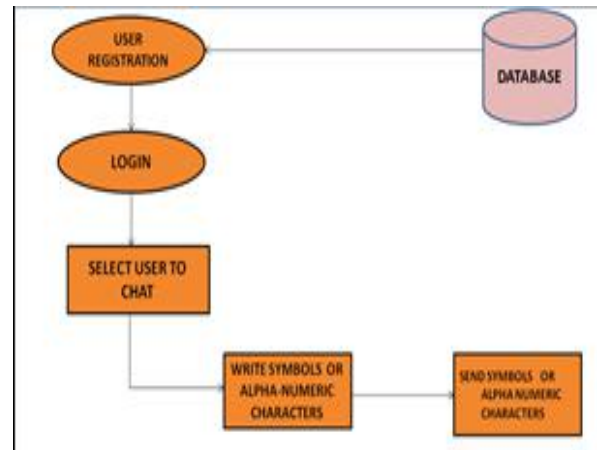 USER
REGISTRATION
DATABASE
LOGIN
SELECT USER TO
CHAT
WRITE SYMBOLS OR
ALPHA-NUMERIC
CHARACTERS
SEND SYMBOLS OR
ALPHA NUMERIC
CHARACTERS